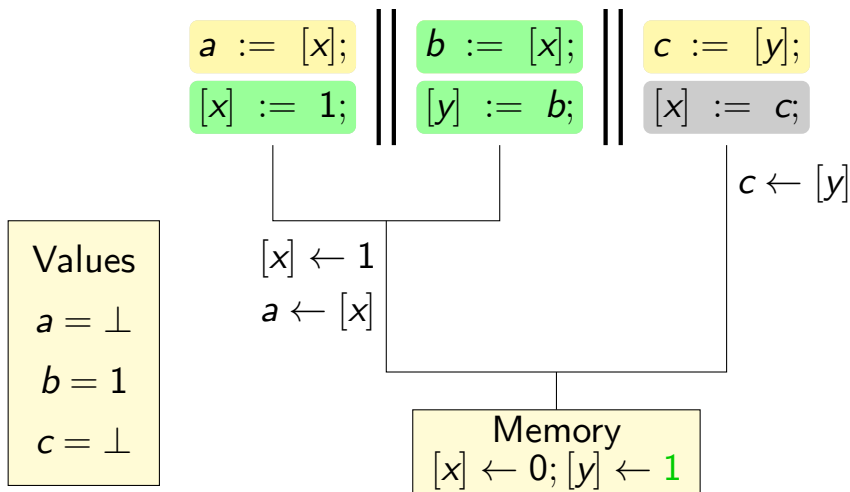 a := [x]; b := [x]; c := [y];
[x] := 1; [y] := b; [x] := c;
c ← [y]
[x] ← 1
a ← [x]
Values
a = ⊥
b = 1
c = ⊥
Memory
[x] ← 0; [y] ← 1